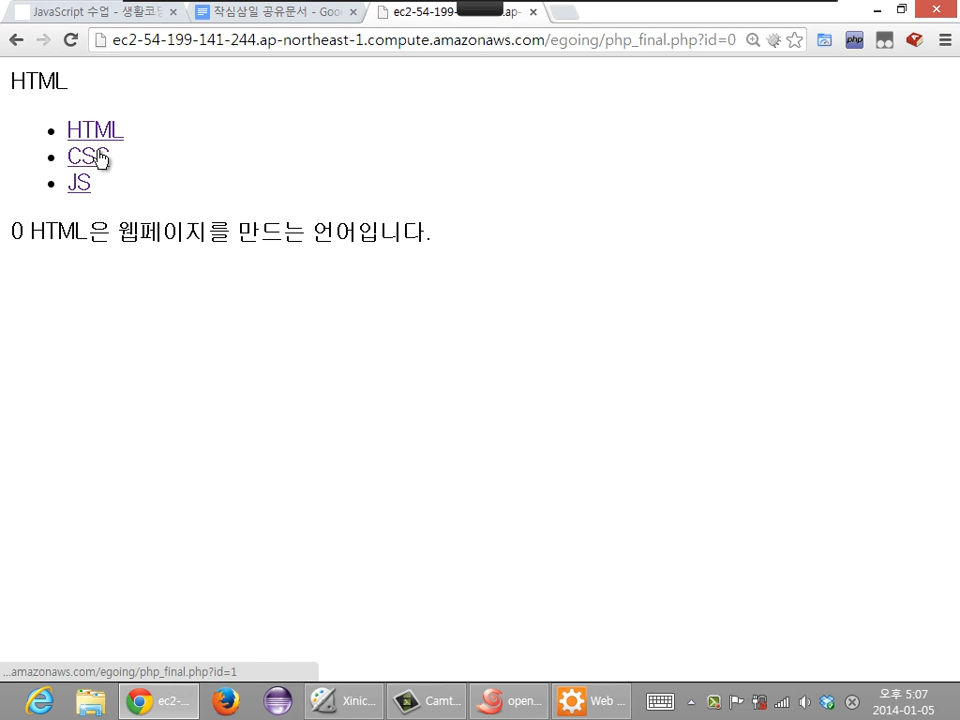 JavaScript 수업 - 생활코딩
작심삼일 공유문서 - Goo
ec2-54-199- ap-
ec2-54-199-141-244.ap-northeast-1.compute.amazonaws.com/egoing/php_final.php?id=0
php
HTML
HTML
CSS
JS
0 HTML은 웹페이지를 만드는 언어입니다.
...amazonaws.com/egoing/php_final.php?id=1
ec2-...
Xinic...
Camt...
open...
Web ...
오후 5:07
2014-01-05